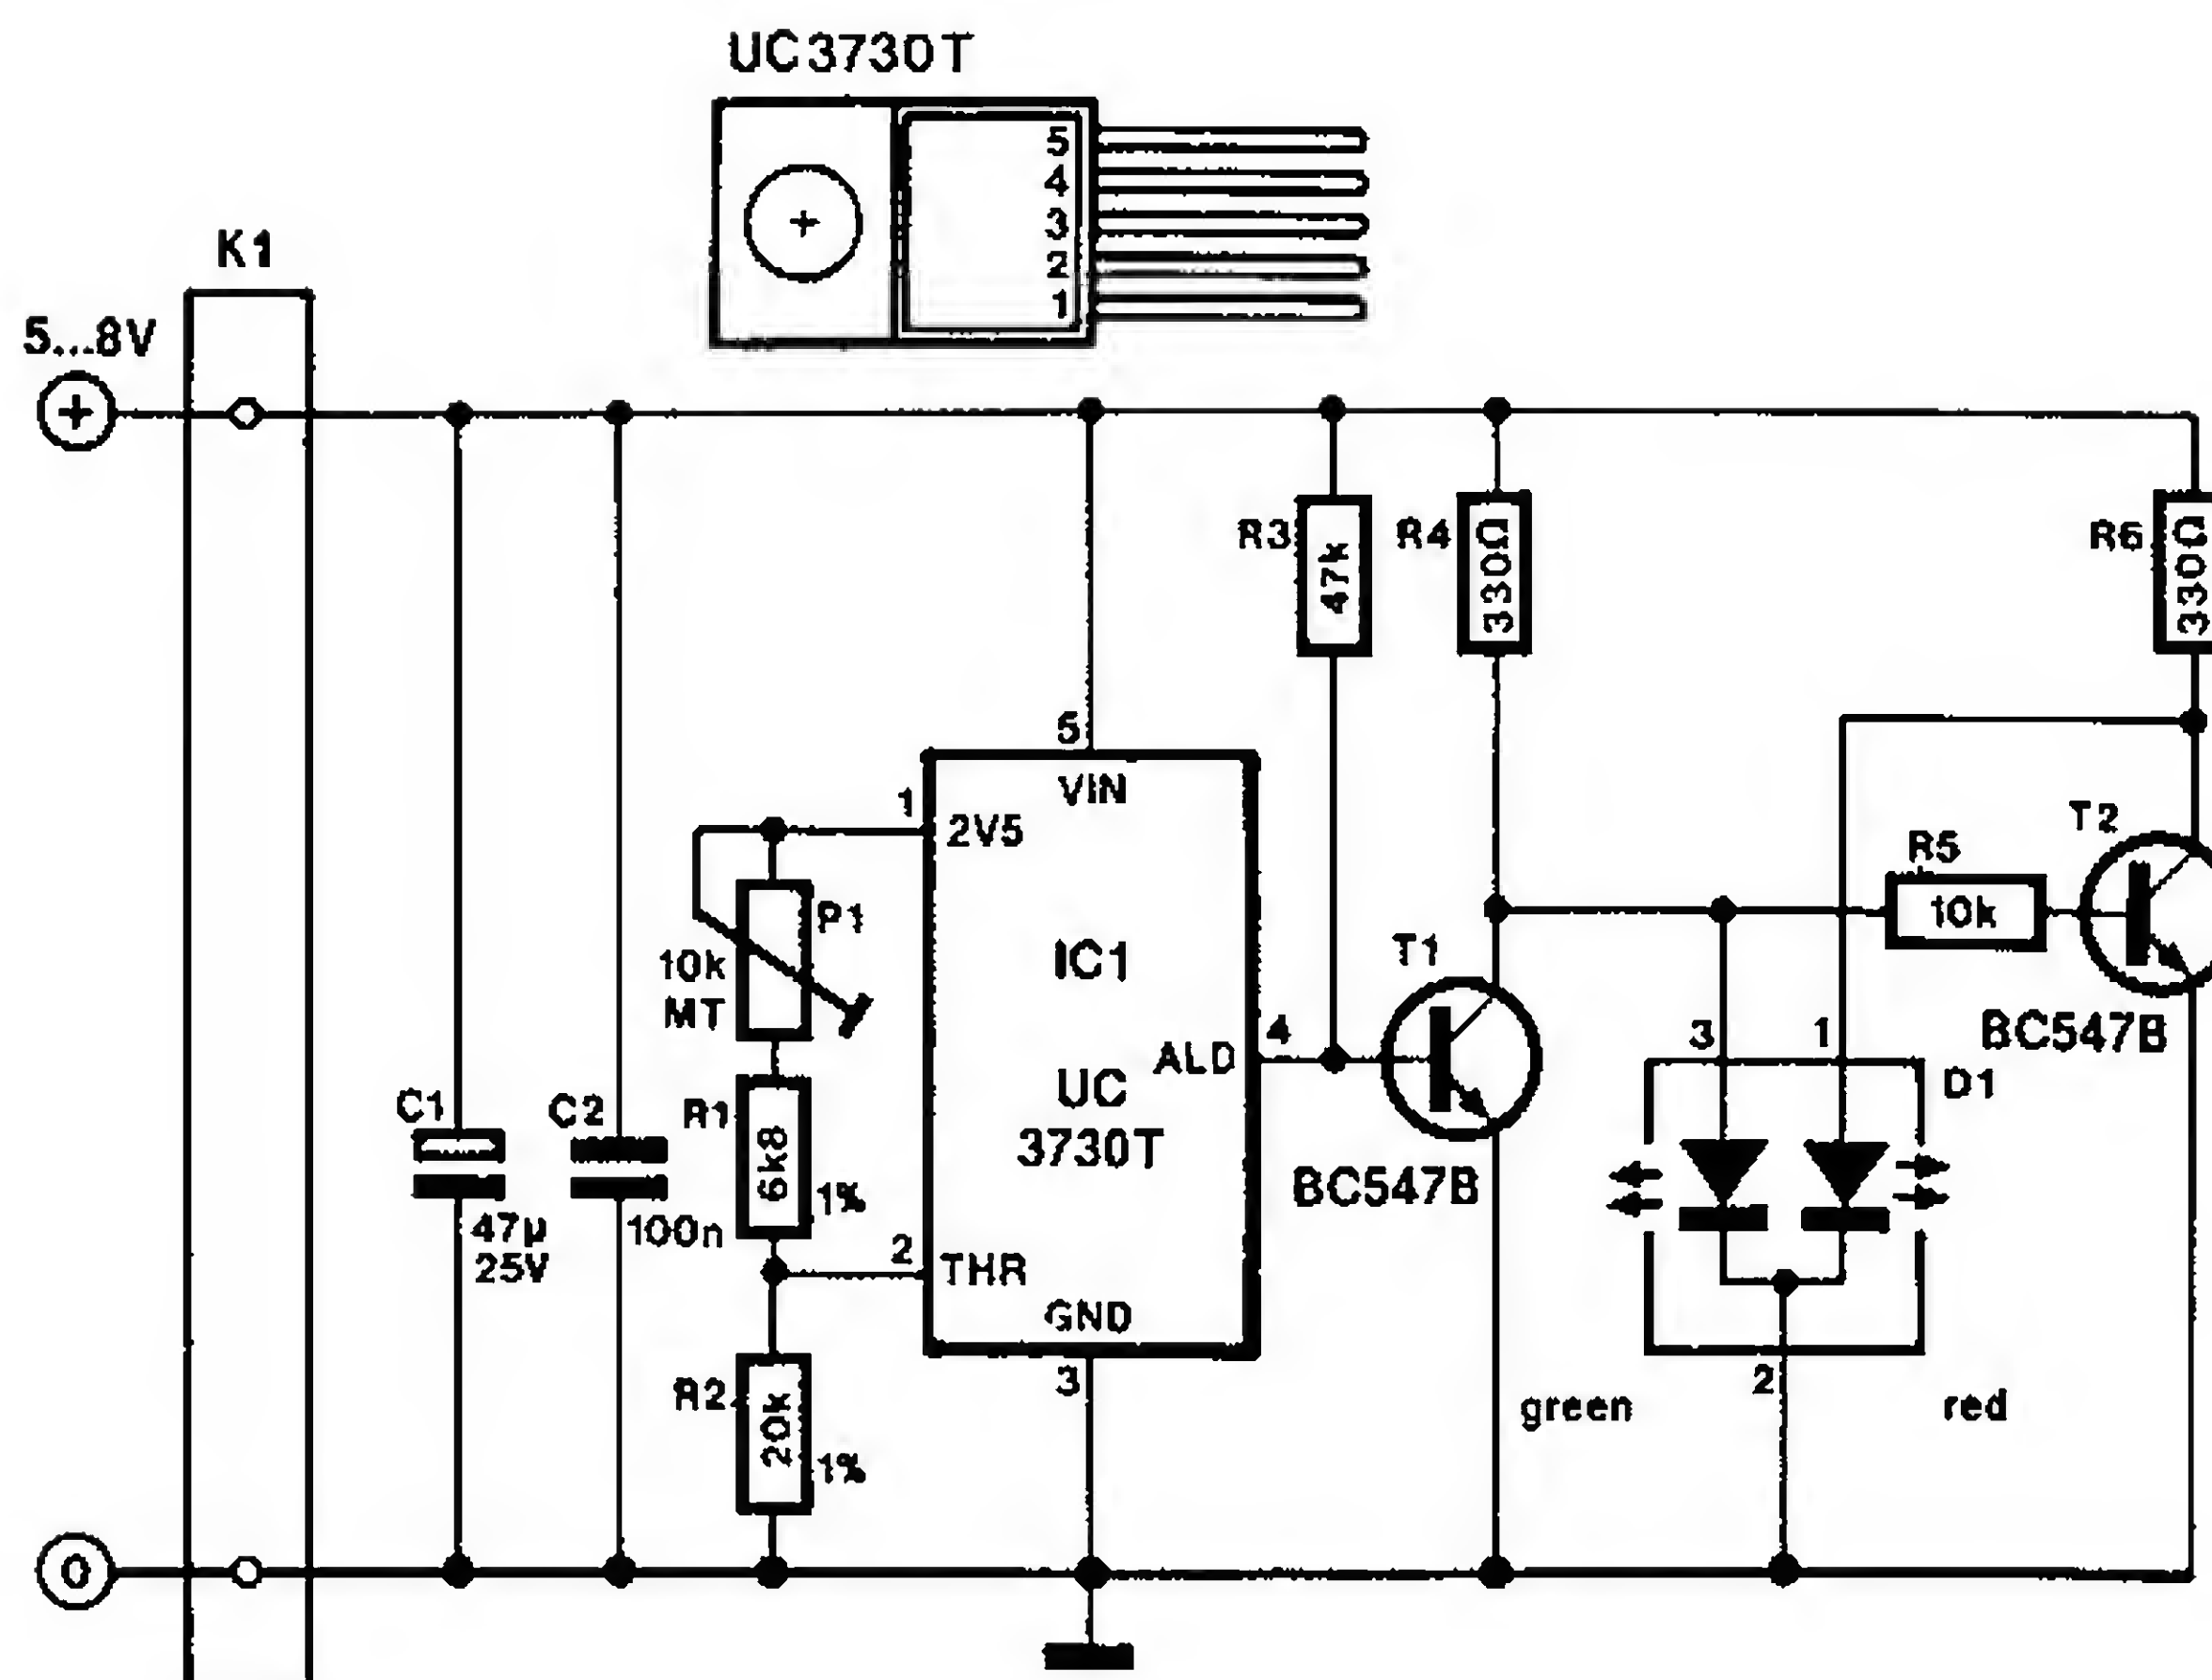 UC3730T
5
4
3
2
1
K1
5...8V
+
+
R3
47k
R4
330Ω
R6
330Ω
5
VIN
1
2V5
P1
10k
MT
IC1
UC
3730T
4
ALD
T1
BC547B
R5
10k
T2
BC547B
3
1
D1
C1
47µ
25V
C2
100n
R1
6k8
1%
2
THR
GND
3
R2
20k
1%
2
green
red
0